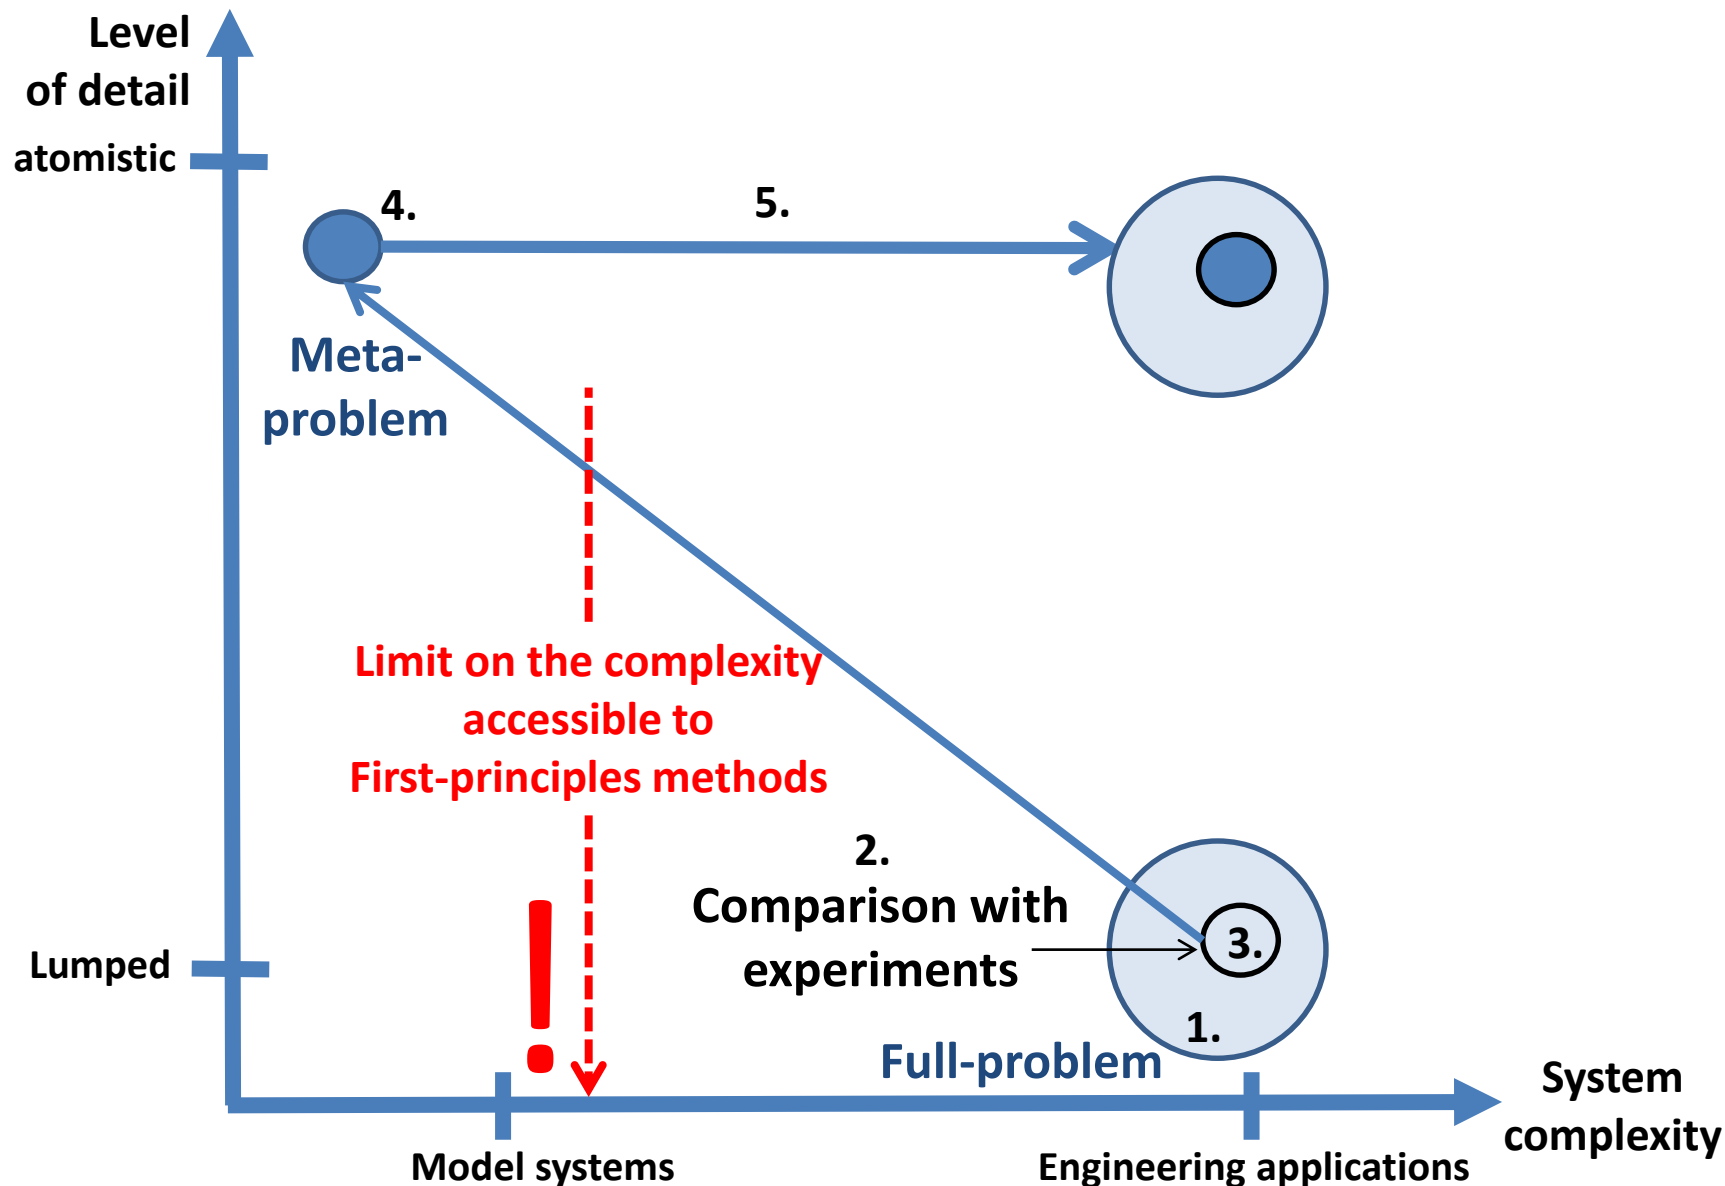 Level
of detail
atomistic
4.
5.
Meta-
problem
Limit on the complexity
accessible to
First-principles methods
!
2.
Comparison with
experiments
3.
1.
Lumped
Full-problem
System
complexity
Model systems
Engineering applications